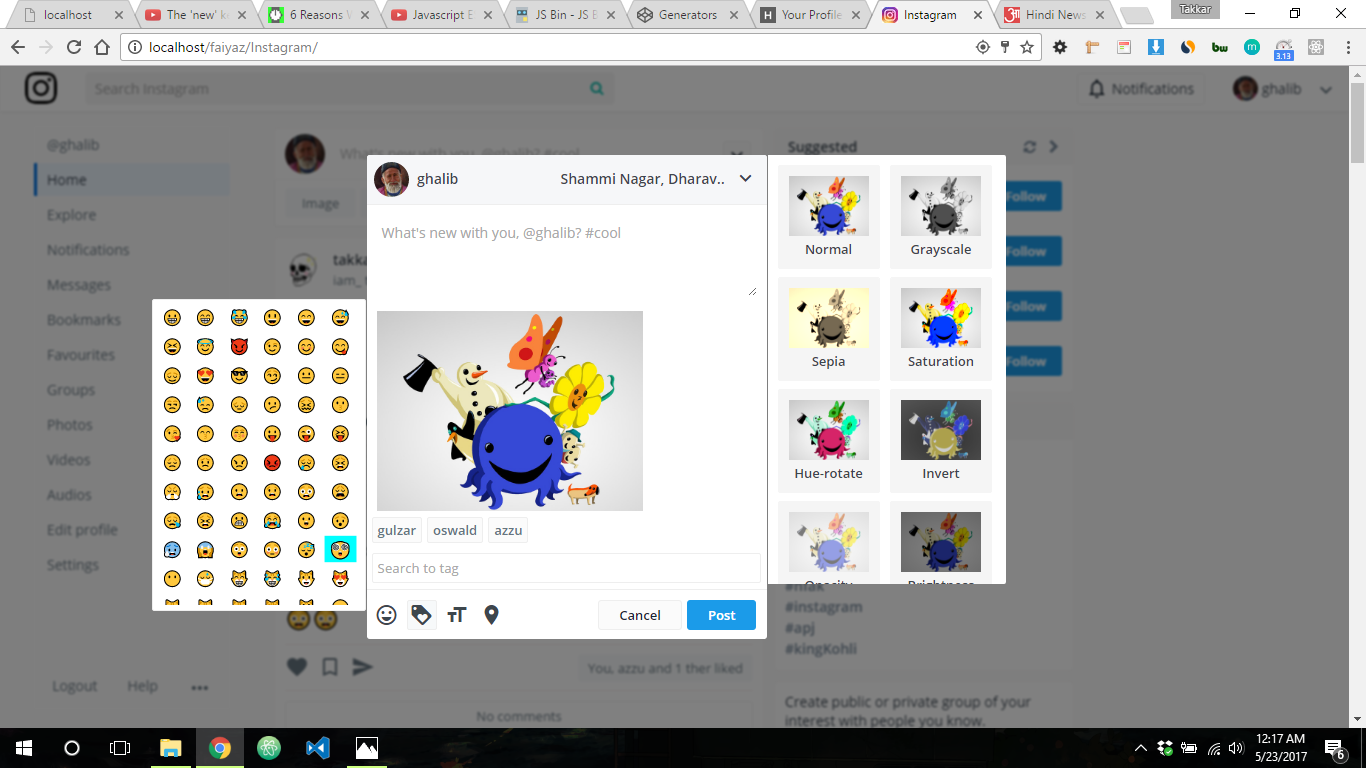 localhost
The 'new' k
6 Reasons
Javascript E
JS Bin - JS B
Generators
Your Profile
Instagram
Hindi News
Takkar
localhost/faiyaz/Instagram/
bw
m
3.13
Search Instagram
Notifications
ghalib
@ghalib
Home
Explore
Notifications
Messages
Bookmarks
Favourites
Groups
Photos
Videos
Audios
Edit profile
Settings
Logout
Help
What's new with you, @ghalib? #cool
Image
takka
iam_
ghalib
Shammi Nagar, Dharav..
What's new with you, @ghalib? #cool
gulzar
oswald
azzu
Search to tag
Cancel
Post
Normal
Grayscale
Sepia
Saturation
Hue-rotate
Invert
Opacity
Brightness
Suggested
Follow
Follow
Follow
Follow
#instagram
#apj
#kingKohli
Create public or private group of your
interest with people you know.
You, azzu and 1 ther liked
No comments
12:17 AM
5/23/2017
6